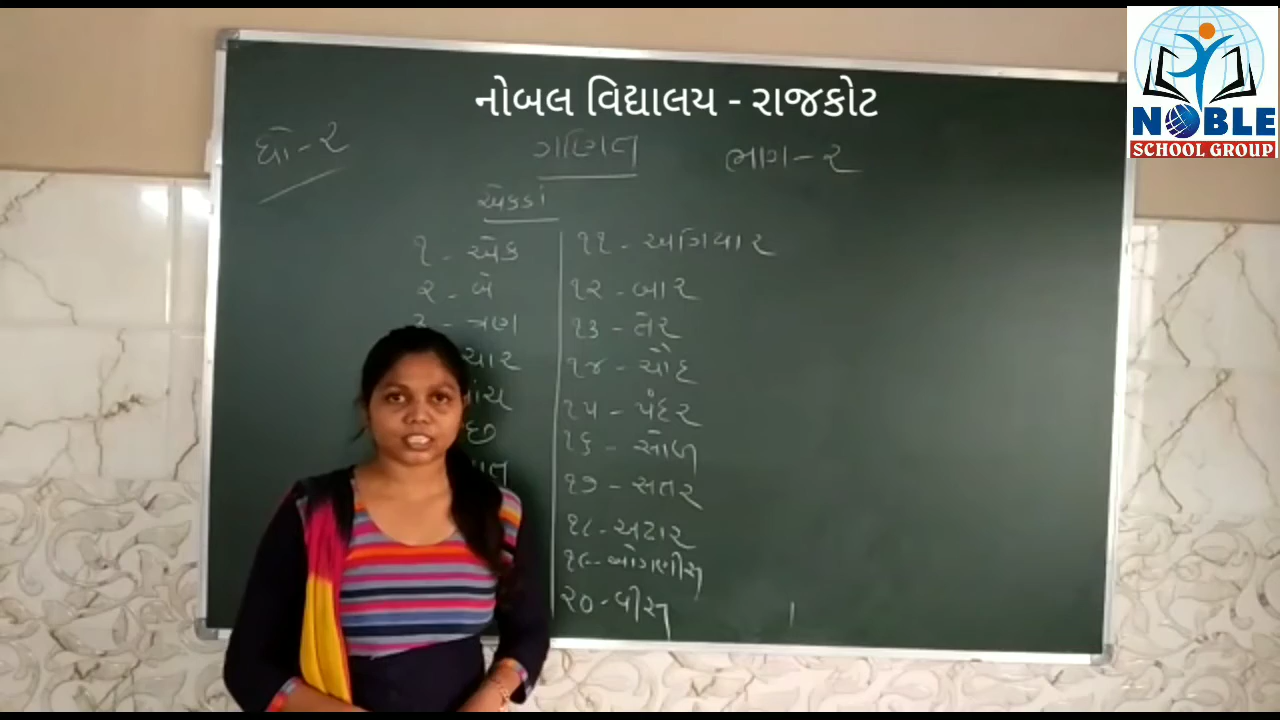 નોબલ વિદ્યાલય - રાજકોટ
NOBLE
SCHOOL GROUP
ધો-૨
ગણિત
ભાગ-૨
એકડાં
૧ - એક
૨ - બે
ત્રણ
ચાર
છ
૧૧ - અગિયાર
૧૨ - બાર
૧૩ - તેર
૧૪ - ચૌદ
૧૫ - પંદર
૧૬ - સોળ
૧૭ - સતર
૧૮ - અઢાર
૧૯ - ઓગણીસ
૨૦ - વીસ